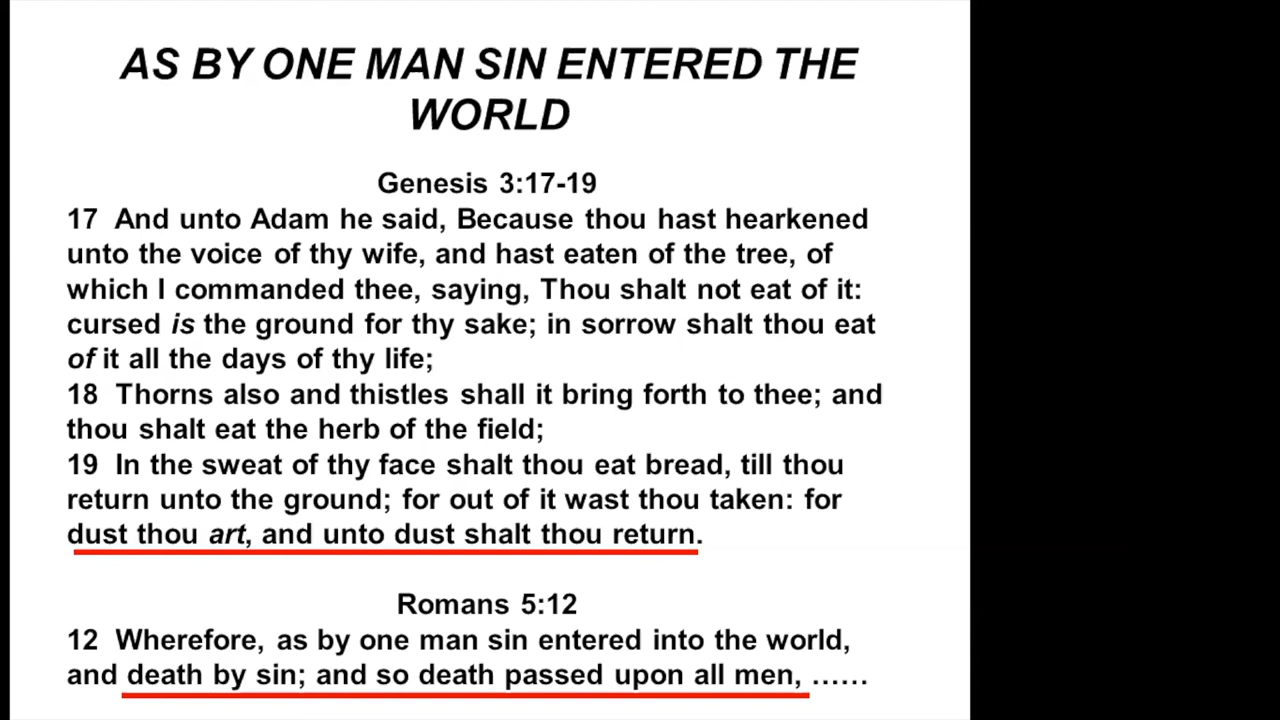 AS BY ONE MAN SIN ENTERED THE
WORLD
Genesis 3:17-19
17 And unto Adam he said, Because thou hast hearkened
unto the voice of thy wife, and hast eaten of the tree, of
which I commanded thee, saying, Thou shalt not eat of it:
cursed is the ground for thy sake; in sorrow shalt thou eat
of it all the days of thy life;
18 Thorns also and thistles shall it bring forth to thee; and
thou shalt eat the herb of the field;
19 In the sweat of thy face shalt thou eat bread, till thou
return unto the ground; for out of it wast thou taken: for
dust thou art, and unto dust shalt thou return.
Romans 5:12
12 Wherefore, as by one man sin entered into the world,
and death by sin; and so death passed upon all men, ......